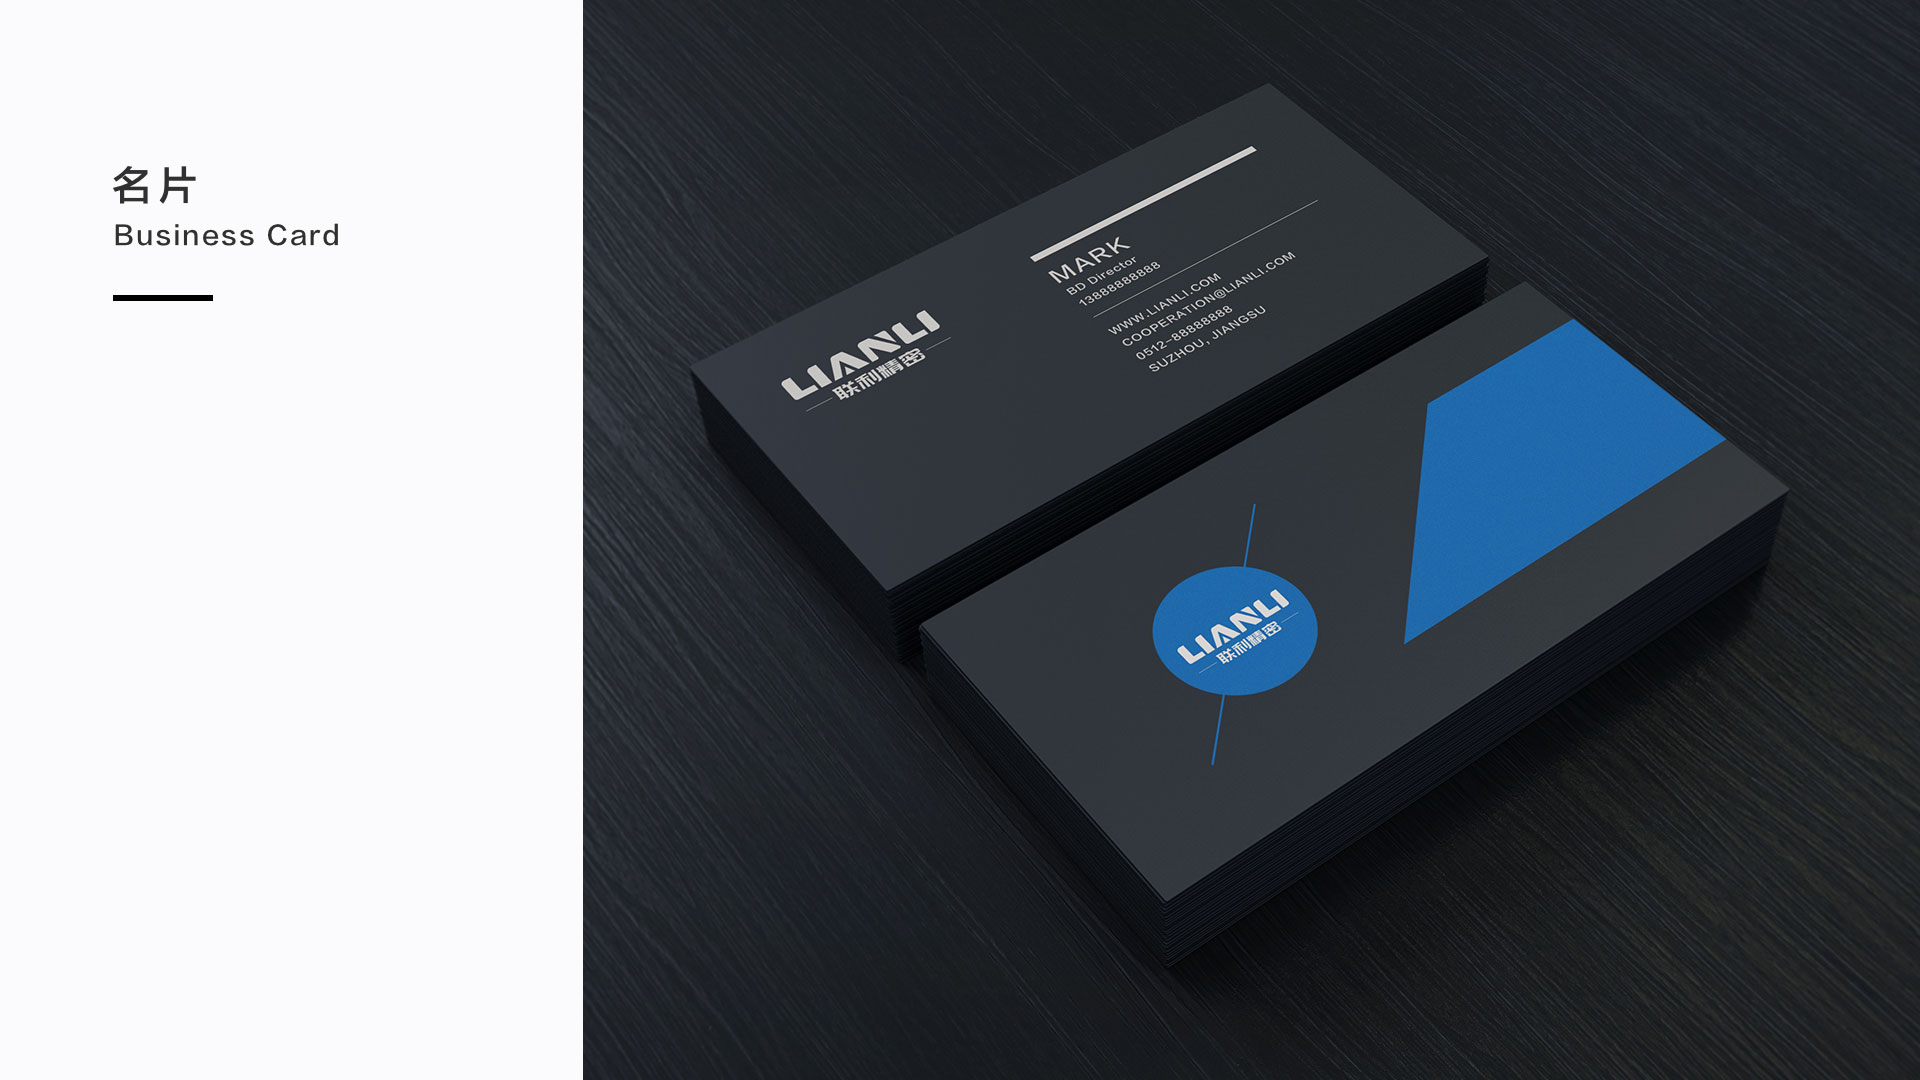 名片
Business Card
LIANLI
联利精密
MARK
BD Director
13888888888
WWW.LIANLI.COM
COOPERATION@LIANLI.COM
0512-88888888
SUZHOU, JIANGSU
LIANLI
联利精密